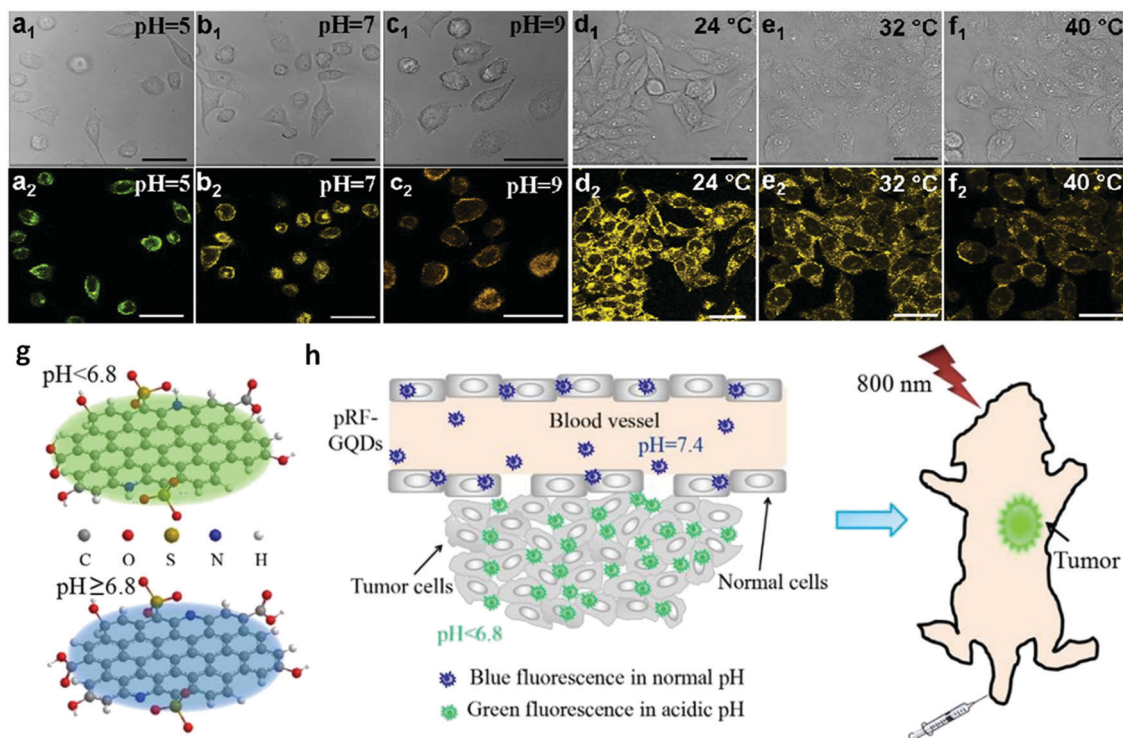 a1 pH=5
b1 pH=7
c1 pH=9
d1 24 °C
e1 32 °C
f1 40 °C
a2 pH=5
b2 pH=7
c2 pH=9
d2 24 °C
e2 32 °C
f2 40 °C
g
pH<6.8
C O S N H
pH≥6.8
h
pRF-
GQDs
Blood vessel
pH=7.4
Tumor cells
Normal cells
pH<6.8
Blue fluorescence in normal pH
Green fluorescence in acidic pH
800 nm
Tumor